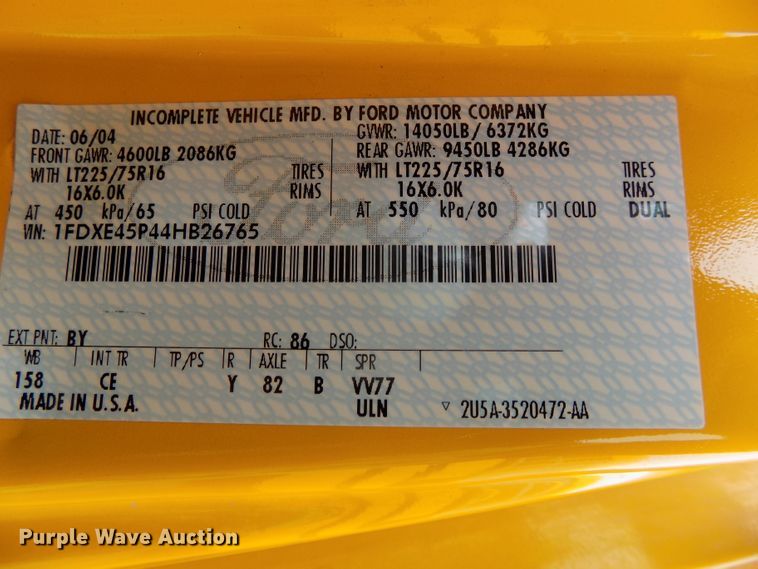 INCOMPLETE VEHICLE MFD. BY FORD MOTOR COMPANY
DATE: 06/04 GVWR: 14050LB/ 6372KG
FRONT GAWR: 4600LB 2086KG REAR GAWR: 9450LB 4286KG
WITH LT225/75R16 TIRES WITH LT225/75R16 TIRES
16X6.0K RIMS 16X6.0K RIMS
AT 450 kPa/65 PSI COLD AT 550 kPa/80 PSI COLD DUAL
VIN: 1FDXE45P44HB26765
Ford
EXT PNT: BY RC: 86 DSO:
WB INT TR TP/PS R AXLE TR SPR
158 CE Y 82 B VV77
MADE IN U.S.A. ULN ▽ 2U5A-3520472-AA
Purple Wave Auction